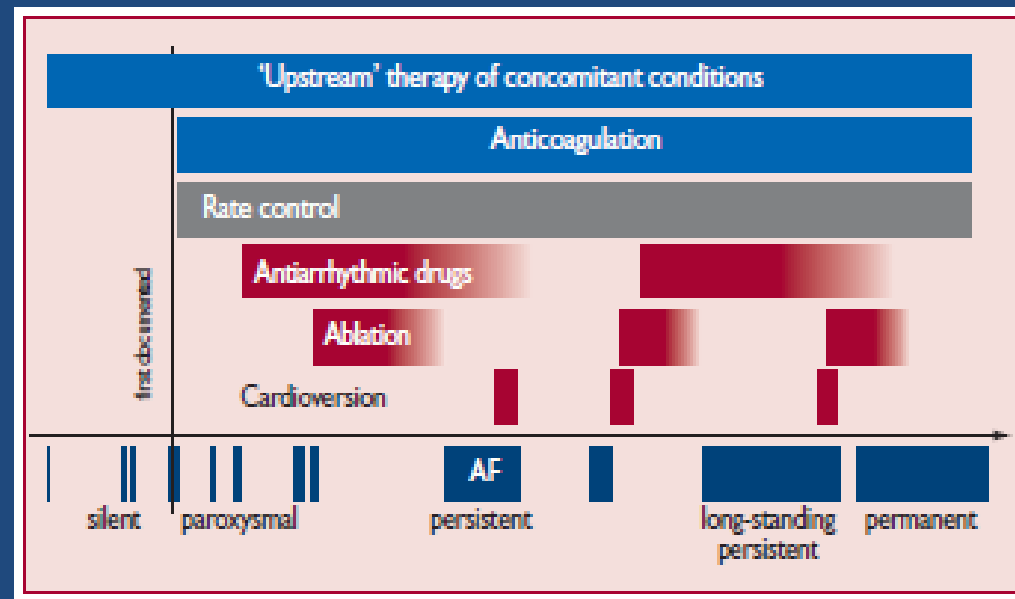 'Upstream' therapy of concomitant conditions
Anticoagulation
Rate control
first documented
Antiarrhythmic drugs
Ablation
Cardioversion
AF
silent
paroxysmal
persistent
long-standing
persistent
permanent